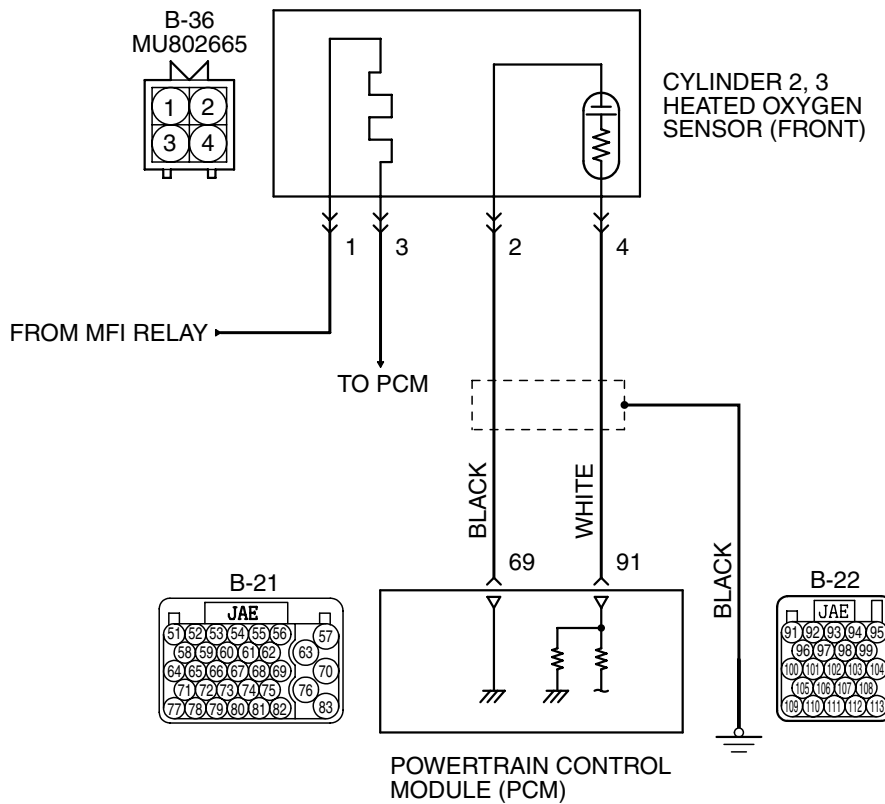 B-36
MU802665
1 2
3 4
CYLINDER 2, 3
HEATED OXYGEN
SENSOR (FRONT)
1 3 2 4
FROM MFI RELAY
TO PCM
BLACK
WHITE
BLACK
69 91
B-21
JAE
51 52 53 54 55 56 57
58 59 60 61 62 63
64 65 66 67 68 69 70
71 72 73 74 75 76
77 78 79 80 81 82 83
B-22
JAE
91 92 93 94 95
96 97 98 99
100 101 102 103 104
105 106 107 108
109 110 111 112 113
POWERTRAIN CONTROL
MODULE (PCM)